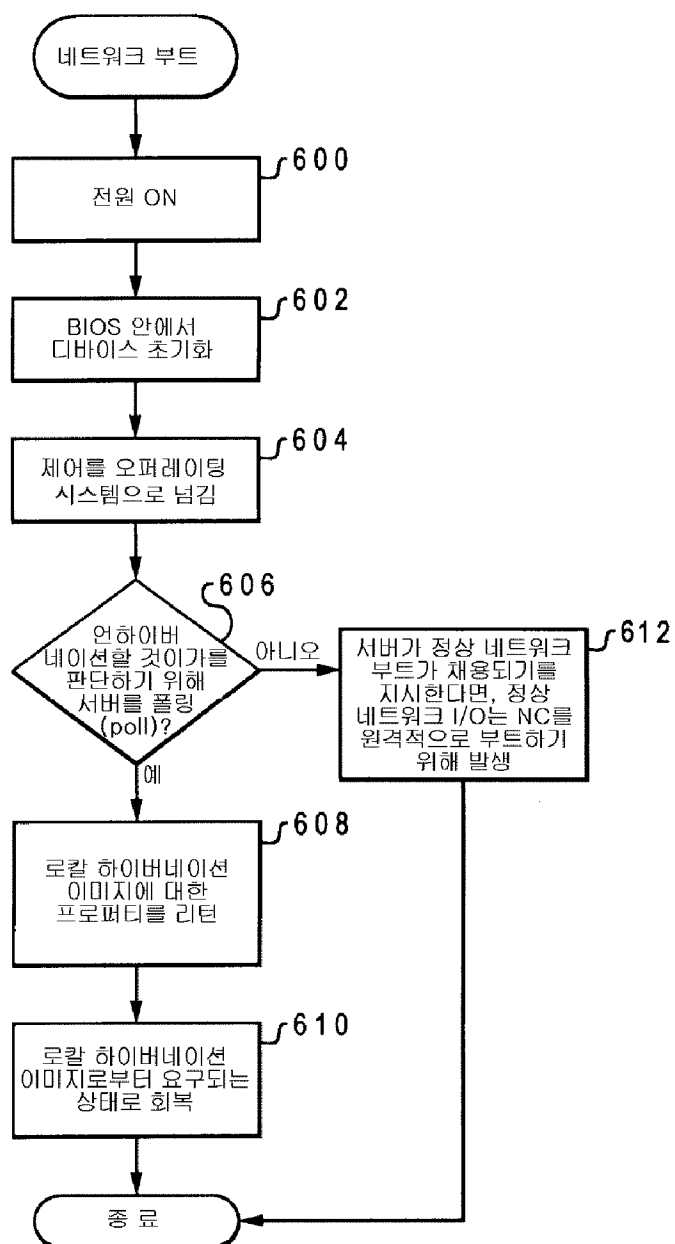 네트워크 부트
600
전원 ON
602
BIOS 안에서
디바이스 초기화
604
제어를 오퍼레이팅
시스템으로 넘김
606
언하이버
네이션할 것이가를
판단하기 위해
서버를 폴링
(poll)?
아니오
예
612
서버가 정상 네트워크
부트가 채용되기를
지시한다면, 정상
네트워크 I/O는 NC를
원격적으로 부트하기
위해 발생
608
로칼 하이버네이션
이미지에 대한
프로퍼티를 리턴
610
로칼 하이버네이션
이미지로부터 요구되는
상태로 회복
종 료